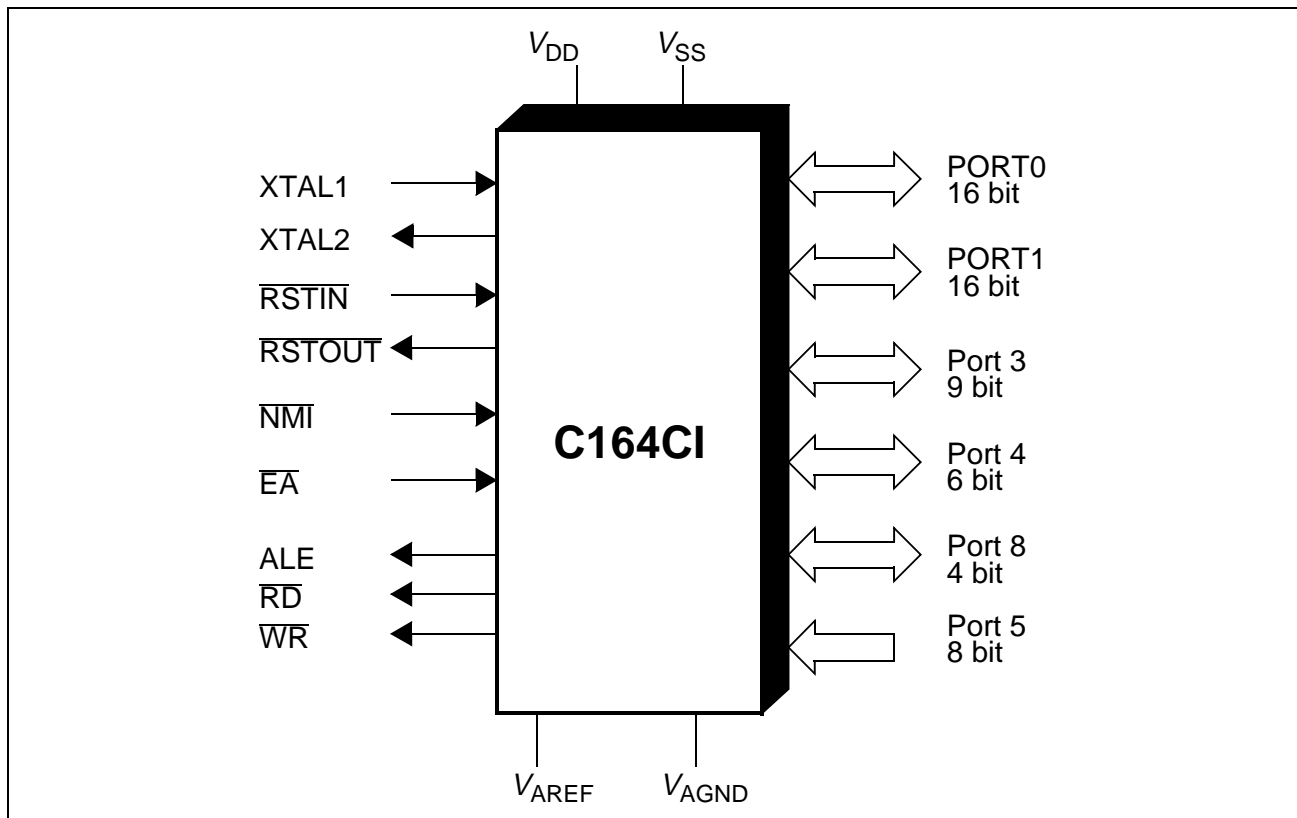 VDD
VSS
XTAL1
XTAL2
RSTIN
RSTOUT
NMI
EA
ALE
RD
WR
C164CI
PORT0
16 bit
PORT1
16 bit
Port 3
9 bit
Port 4
6 bit
Port 8
4 bit
Port 5
8 bit
VAREF
VAGND